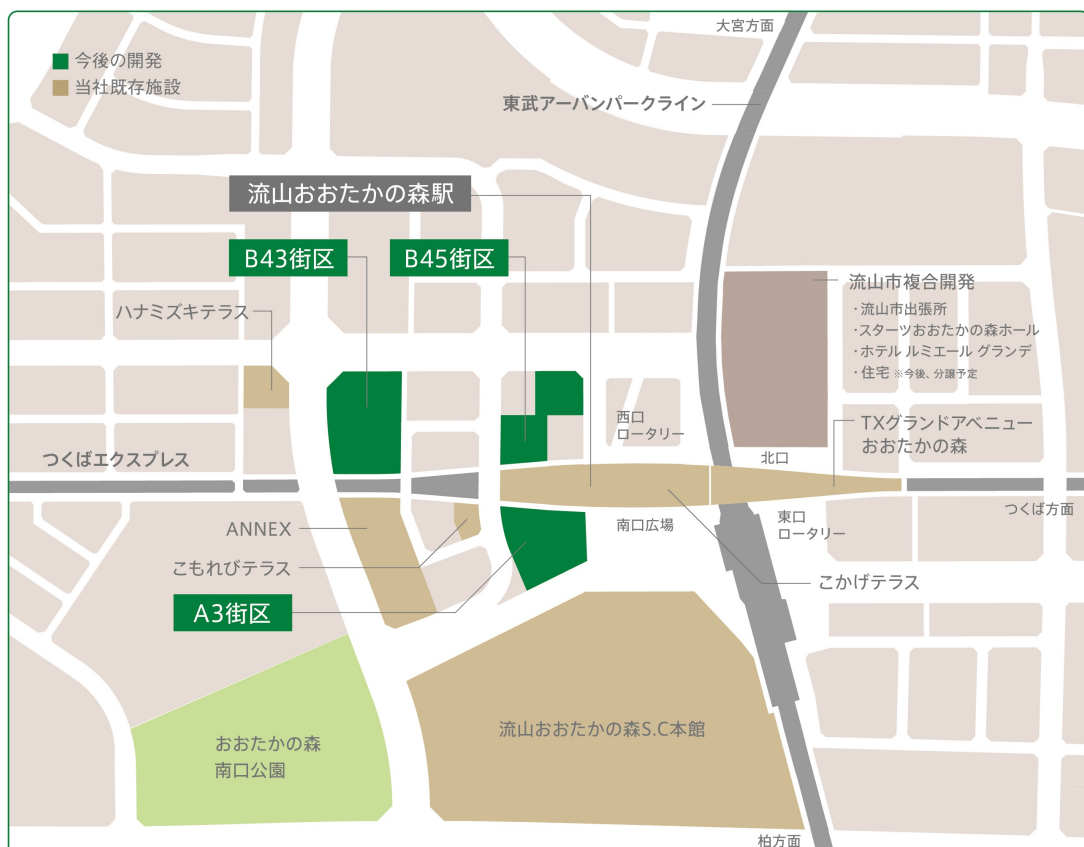 大宮方面
今後の開発
当社既存施設
東武アーバンパークライン
流山おおたかの森駅
B43街区
B45街区
ハナミズキテラス
流山市複合開発
・流山市出張所
・スターツおおたかの森ホール
・ホテル ルミエール グランデ
・住宅 ※今後、分譲予定
西口
ロータリー
TXグランドアベニュー
おおたかの森
つくばエクスプレス
北口
つくば方面
ANNEX
南口広場
東口
ロータリー
こもれびテラス
こかげテラス
A3街区
流山おおたかの森S.C本館
おおたかの森
南口公園
柏方面